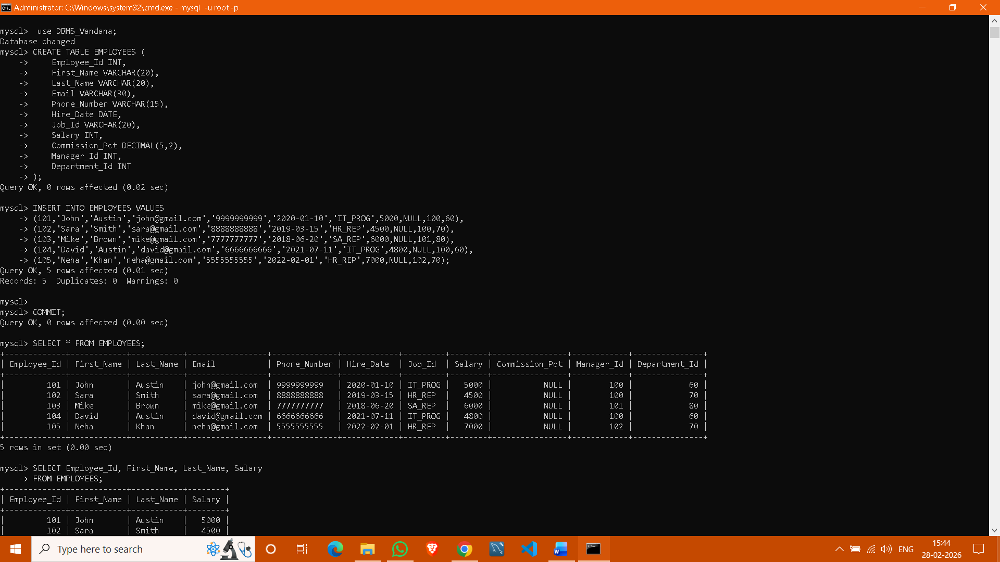 Administrator: C:\Windows\system32\cmd.exe - mysql  -u root -p
mysql>  use DBMS_Vandana;
Database changed
mysql> CREATE TABLE EMPLOYEES (
    ->     Employee_Id INT,
    ->     First_Name VARCHAR(20),
    ->     Last_Name VARCHAR(20),
    ->     Email VARCHAR(30),
    ->     Phone_Number VARCHAR(15),
    ->     Hire_Date DATE,
    ->     Job_Id VARCHAR(20),
    ->     Salary INT,
    ->     Commission_Pct DECIMAL(5,2),
    ->     Manager_Id INT,
    ->     Department_Id INT
    -> );
Query OK, 0 rows affected (0.02 sec)
mysql> INSERT INTO EMPLOYEES VALUES
    -> (101,'John','Austin','john@gmail.com','9999999999','2020-01-10','IT_PROG',5000,NULL,100,60),
    -> (102,'Sara','Smith','sara@gmail.com','8888888888','2019-03-15','HR_REP',4500,NULL,100,70),
    -> (103,'Mike','Brown','mike@gmail.com','7777777777','2018-06-20','SA_REP',6000,NULL,101,80),
    -> (104,'David','Austin','david@gmail.com','6666666666','2021-07-11','IT_PROG',4800,NULL,100,60),
    -> (105,'Neha','Khan','neha@gmail.com','5555555555','2022-02-01','HR_REP',7000,NULL,102,70);
Query OK, 5 rows affected (0.01 sec)
Records: 5  Duplicates: 0  Warnings: 0
mysql>
mysql> COMMIT;
Query OK, 0 rows affected (0.00 sec)
mysql> SELECT * FROM EMPLOYEES;
+-------------+------------+-----------+-----------------+--------------+------------+---------+--------+----------------+------------+---------------+
| Employee_Id | First_Name | Last_Name | Email           | Phone_Number | Hire_Date  | Job_Id  | Salary | Commission_Pct | Manager_Id | Department_Id |
+-------------+------------+-----------+-----------------+--------------+------------+---------+--------+----------------+------------+---------------+
|         101 | John       | Austin    | john@gmail.com  | 9999999999   | 2020-01-10 | IT_PROG |   5000 |           NULL |        100 |            60 |
|         102 | Sara       | Smith     | sara@gmail.com  | 8888888888   | 2019-03-15 | HR_REP  |   4500 |           NULL |        100 |            70 |
|         103 | Mike       | Brown     | mike@gmail.com  | 7777777777   | 2018-06-20 | SA_REP  |   6000 |           NULL |        101 |            80 |
|         104 | David      | Austin    | david@gmail.com | 6666666666   | 2021-07-11 | IT_PROG |   4800 |           NULL |        100 |            60 |
|         105 | Neha       | Khan      | neha@gmail.com  | 5555555555   | 2022-02-01 | HR_REP  |   7000 |           NULL |        102 |            70 |
+-------------+------------+-----------+-----------------+--------------+------------+---------+--------+----------------+------------+---------------+
5 rows in set (0.00 sec)
mysql> SELECT Employee_Id, First_Name, Last_Name, Salary
    -> FROM EMPLOYEES;
+-------------+------------+-----------+--------+
| Employee_Id | First_Name | Last_Name | Salary |
+-------------+------------+-----------+--------+
|         101 | John       | Austin    |   5000 |
|         102 | Sara       | Smith     |   4500 |
Type here to search
ENG
15:44
28-02-2026